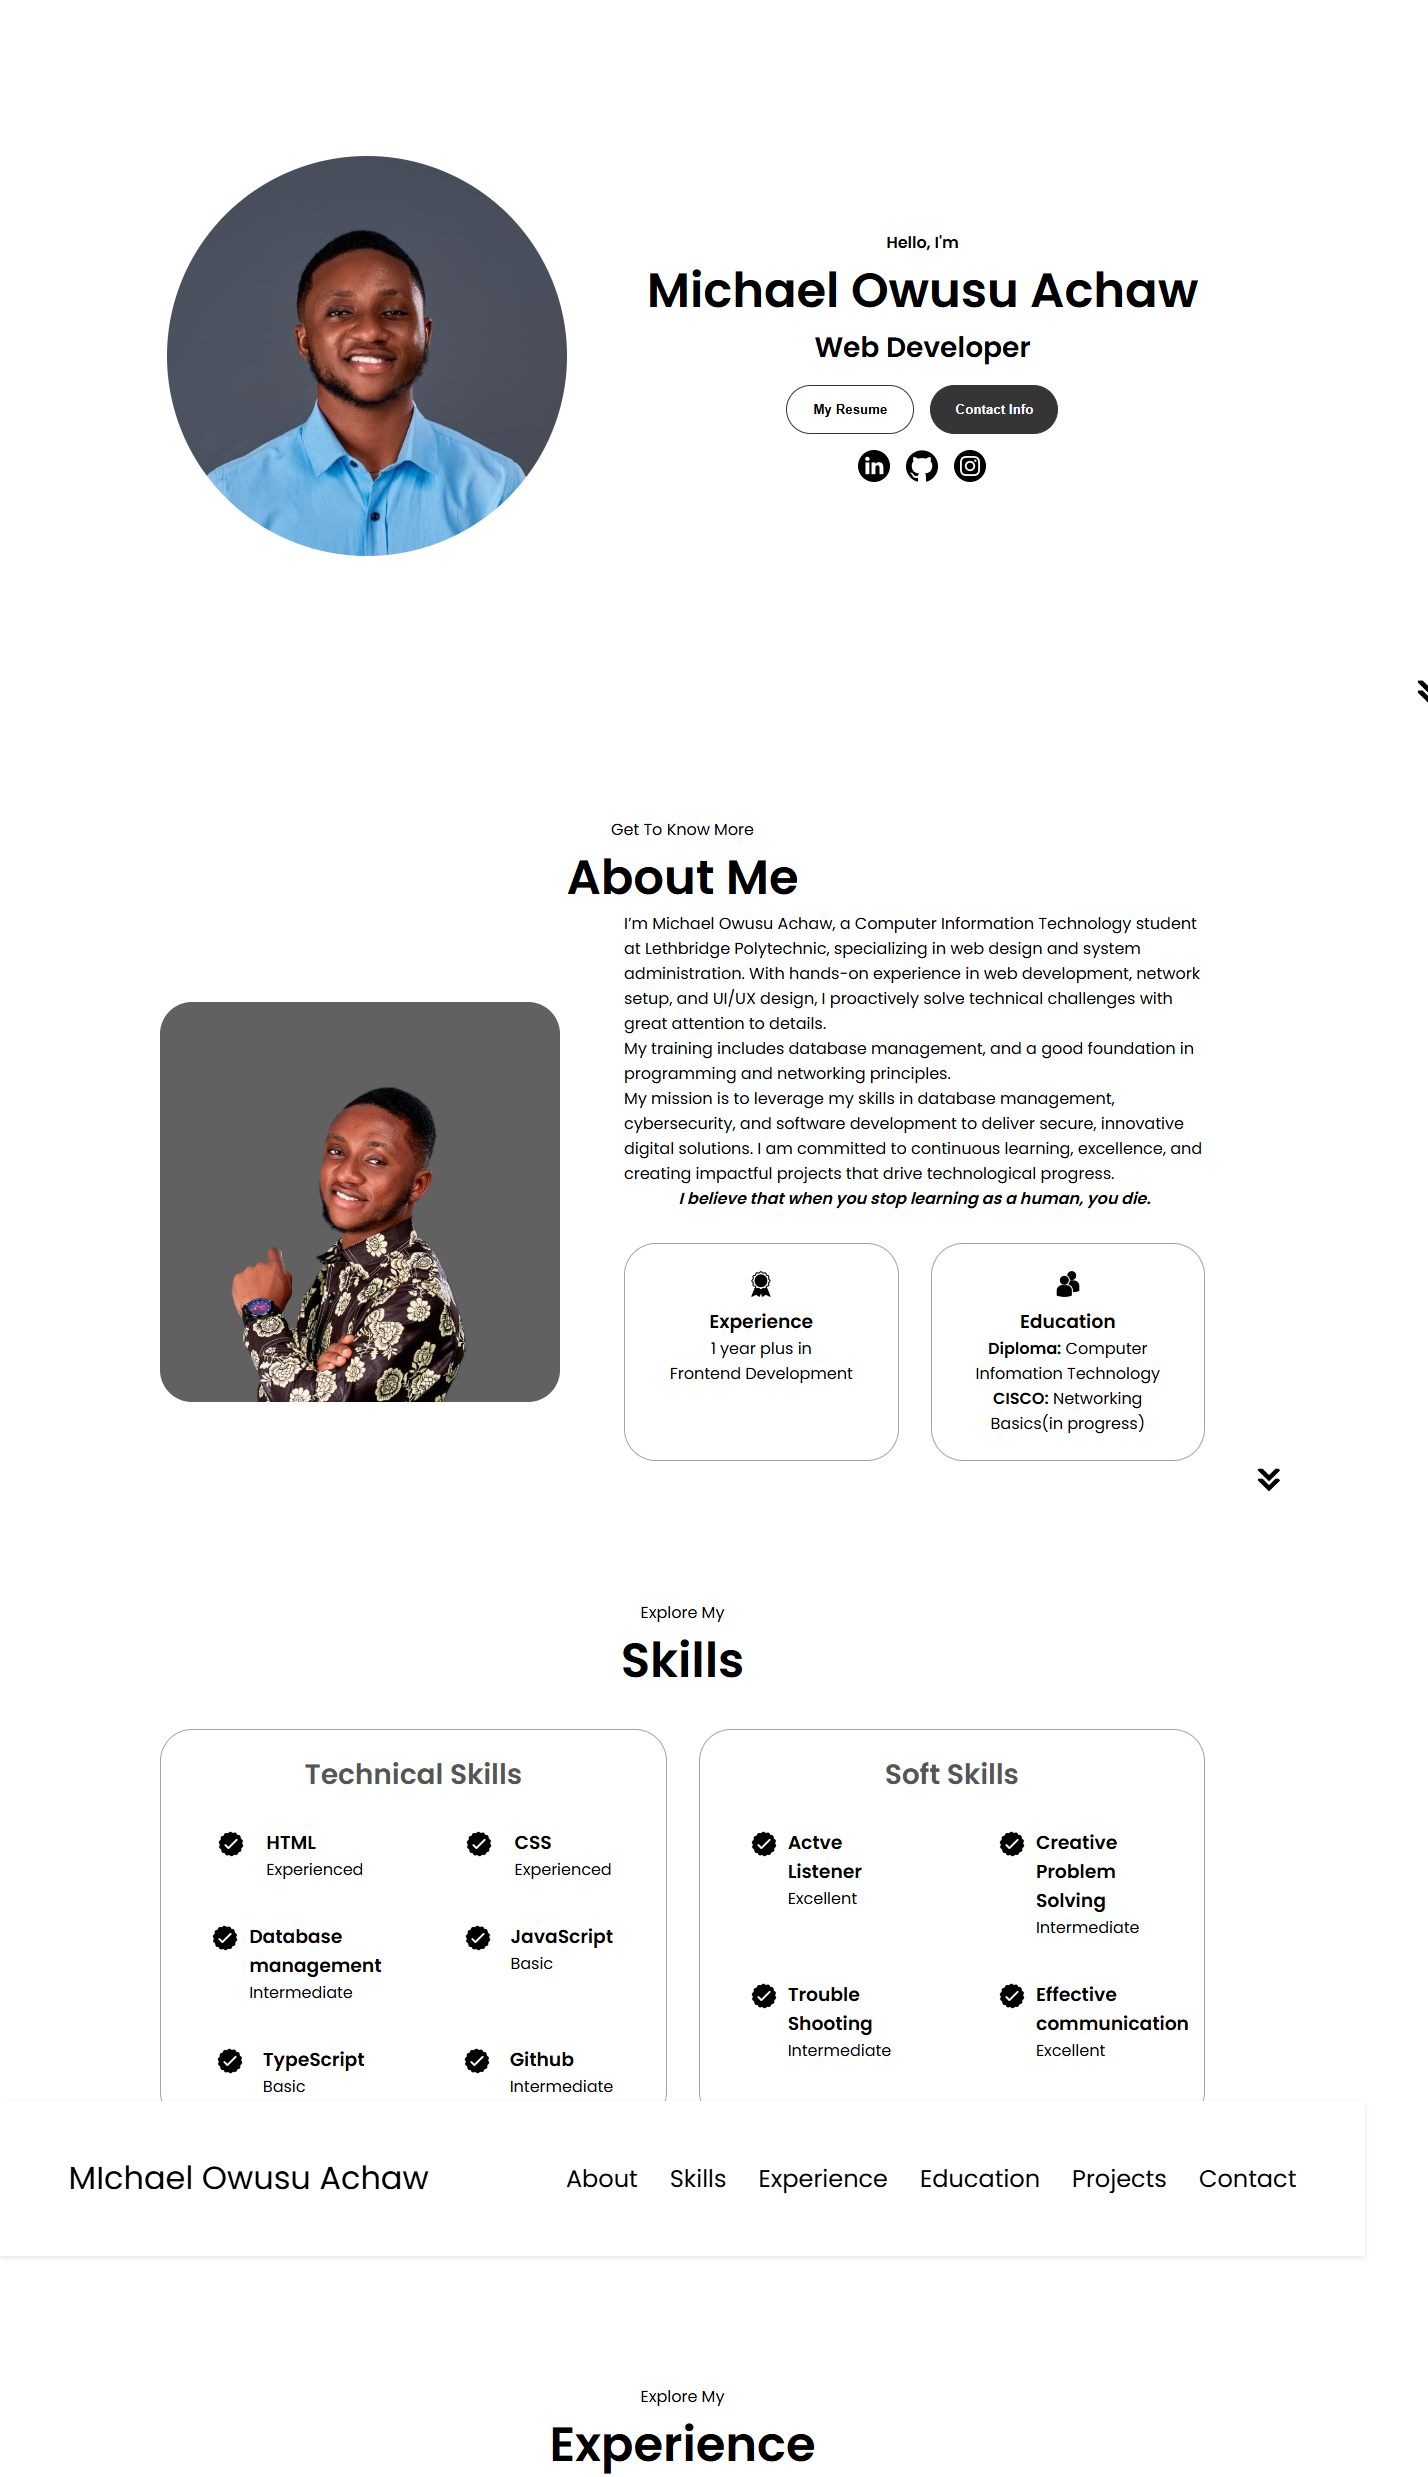 Hello, I'm
Michael Owusu Achaw
Web Developer
My Resume
Contact Info
Get To Know More
About Me
I'm Michael Owusu Achaw, a Computer Information Technology student
at Lethbridge Polytechnic, specializing in web design and system
administration. With hands-on experience in web development, network
setup, and UI/UX design, I proactively solve technical challenges with
great attention to details.
My training includes database management, and a good foundation in
programming and networking principles.
My mission is to leverage my skills in database management,
cybersecurity, and software development to deliver secure, innovative
digital solutions. I am committed to continuous learning, excellence, and
creating impactful projects that drive technological progress.
I believe that when you stop learning as a human, you die.
Experience
1 year plus in
Frontend Development
Education
Diploma: Computer
Infomation Technology
CISCO: Networking
Basics(in progress)
Explore My
Skills
Technical Skills
HTML
Experienced
CSS
Experienced
Database
management
Intermediate
JavaScript
Basic
TypeScript
Basic
Github
Intermediate
Soft Skills
Actve
Listener
Excellent
Creative
Problem
Solving
Intermediate
Trouble
Shooting
Intermediate
Effective
communication
Excellent
MIchael Owusu Achaw
About
Skills
Experience
Education
Projects
Contact
Explore My
Experience